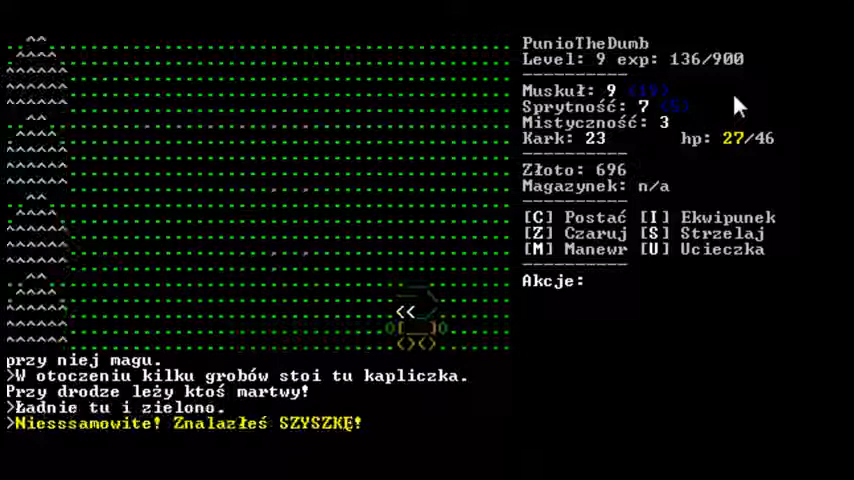 PunioTheDumb
Level: 9 exp: 136/900
----------
Muskuł: 9 (19)
Sprytność: 7 (5)
Mistyczność: 3
Kark: 23 hp: 27/46
----------
Złoto: 696
Magazynek: n/a
----------
[C] Postać [I] Ekwipunek
[Z] Czaruj [S] Strzelaj
[M] Manewr [U] Ucieczka
----------
Akcje:
przy niej magu.
>W otoczeniu kilku grobów stoi tu kapliczka.
Przy drodze leży ktoś martwy!
>Ładnie tu i zielono.
>Niesssamowite! Znalazłeś SZYSZKĘ!